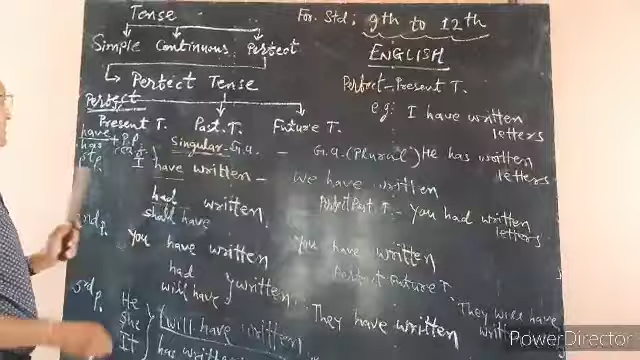 Tense
For. Std; 9th to 12th
Simple Continuous Perfect
ENGLISH
Perfect Tense
Perfect-Present T.
Perfect
e.g: I have written
letters
Present T. Past. T. Future T.
have + P.P.
has
Singular
(Plural) He has written
letters
I have written - We have written
had written
shall have
Perfect Past T. - You had written
letters
2nd P.
You have written You have written
had
will have } written
Perfect Future T
3rd P.
He
She
It
will have written
They have written
They will have
has
PowerDirector